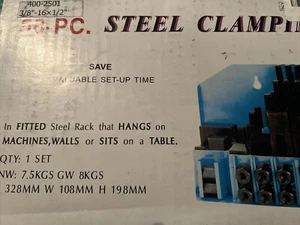 400-2501
3/8"-16×1/2"
-PC. STEEL CLAMPI
SAVE
VALUABLE SET-UP TIME
In FITTED Steel Rack that HANGS on
MACHINES,WALLS or SITS on a TABLE.
QTY: 1 SET
NW: 7.5KGS GW 8KGS
328MM W 108MM H 198MM